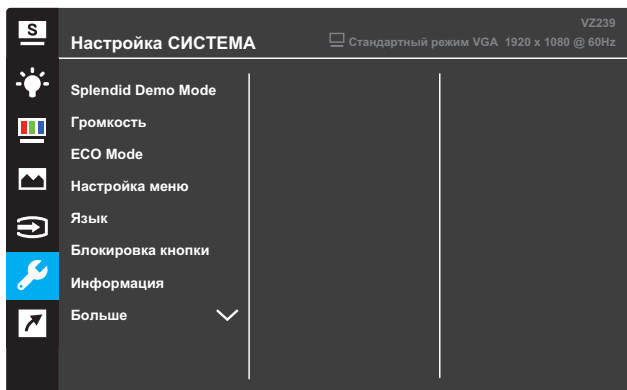 S
VZ239
Настройка СИСТЕМА
Стандартный режим VGA 1920 x 1080 @ 60Hz
Splendid Demo Mode
Громкость
ECO Mode
Настройка меню
Язык
Блокировка кнопки
Информация
Больше